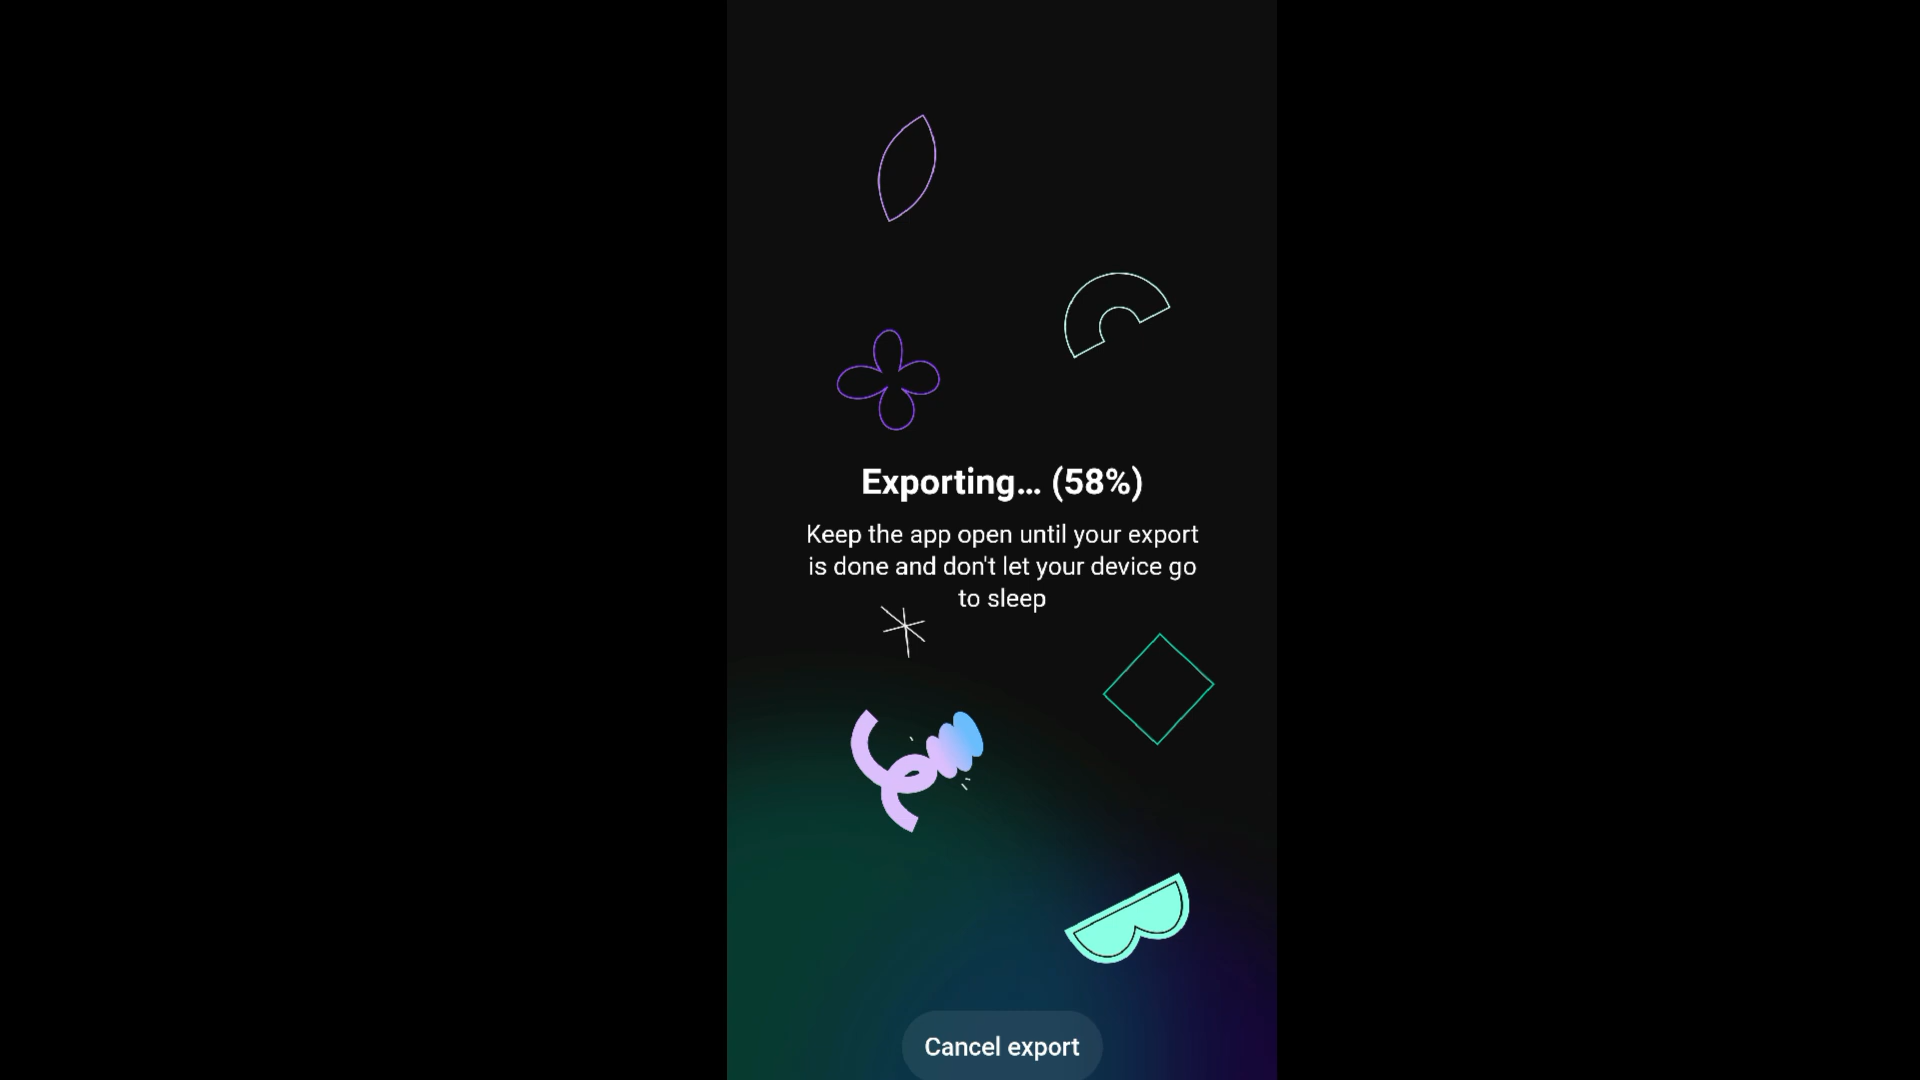 Exporting... (58%)
Keep the app open until your export
is done and don't let your device go
to sleep
Cancel export